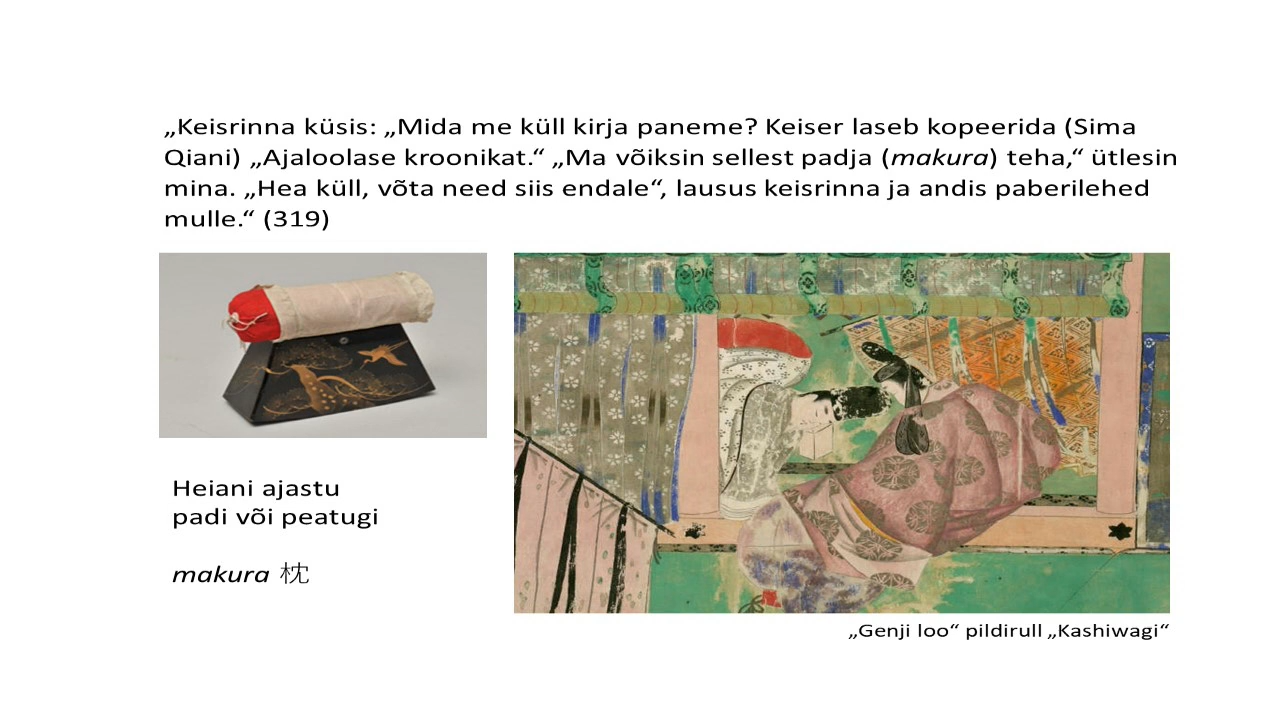 „Keisrinna küsis: „Mida me küll kirja paneme? Keiser laseb kopeerida (Sima
Qiani) „Ajaloolase kroonikat.“ „Ma võiksin sellest padja (makura) teha,“ ütlesin
mina. „Hea küll, võta need siis endale“, lausus keisrinna ja andis paberilehed
mulle.“ (319)
Heiani ajastu
padi või peatugi
makura 枕
„Genji loo“ pildirull „Kashiwagi“